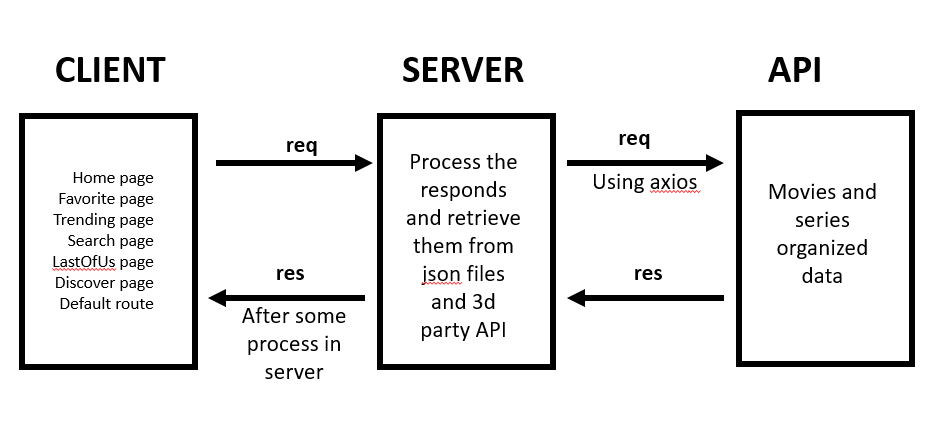 CLIENT
SERVER
API
Home page
Favorite page
Trending page
Search page
LastOfUs page
Discover page
Default route
req
res
After some
process in
server
Process the
responds
and retrieve
them from
json files
and 3d
party API
req
Using axios
res
Movies and
series
organized
data